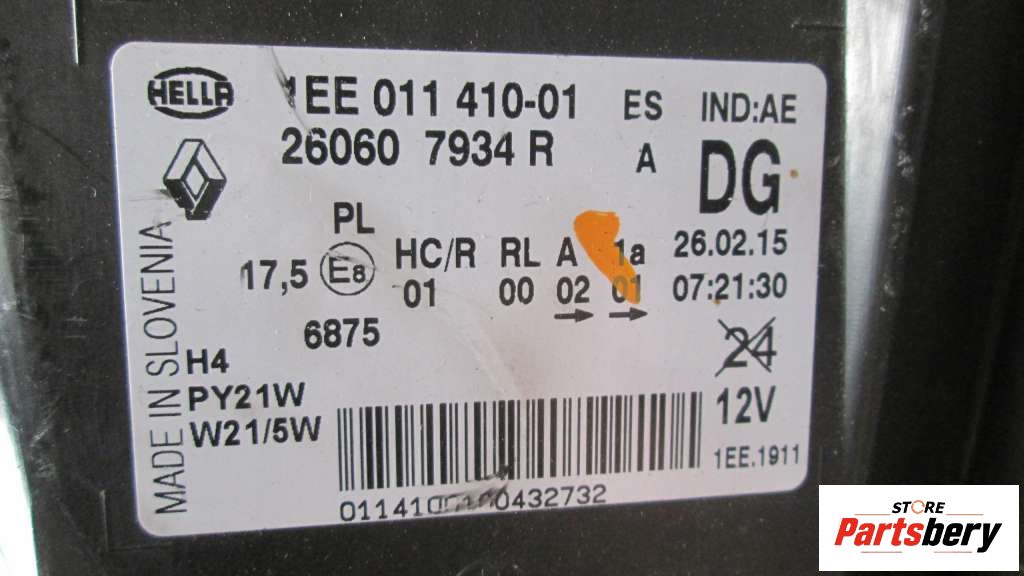 HELLA
1EE 011 410-01 ES IND:AE
26060 7934 R A DG
PL
17,5 E8 HC/R RL A 1a 26.02.15
01 00 02 01 07:21:30
6875
24
H4
PY21W
W21/5W
12V
1EE.1911
MADE IN SLOVENIA
STORE
Partsbery